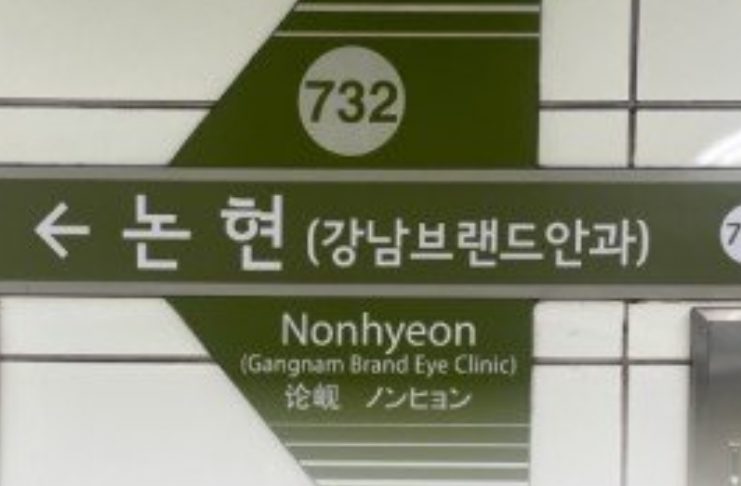 732
← 논현 (강남브랜드안과)
Nonhyeon
(Gangnam Brand Eye Clinic)
论岘 ノンヒョン